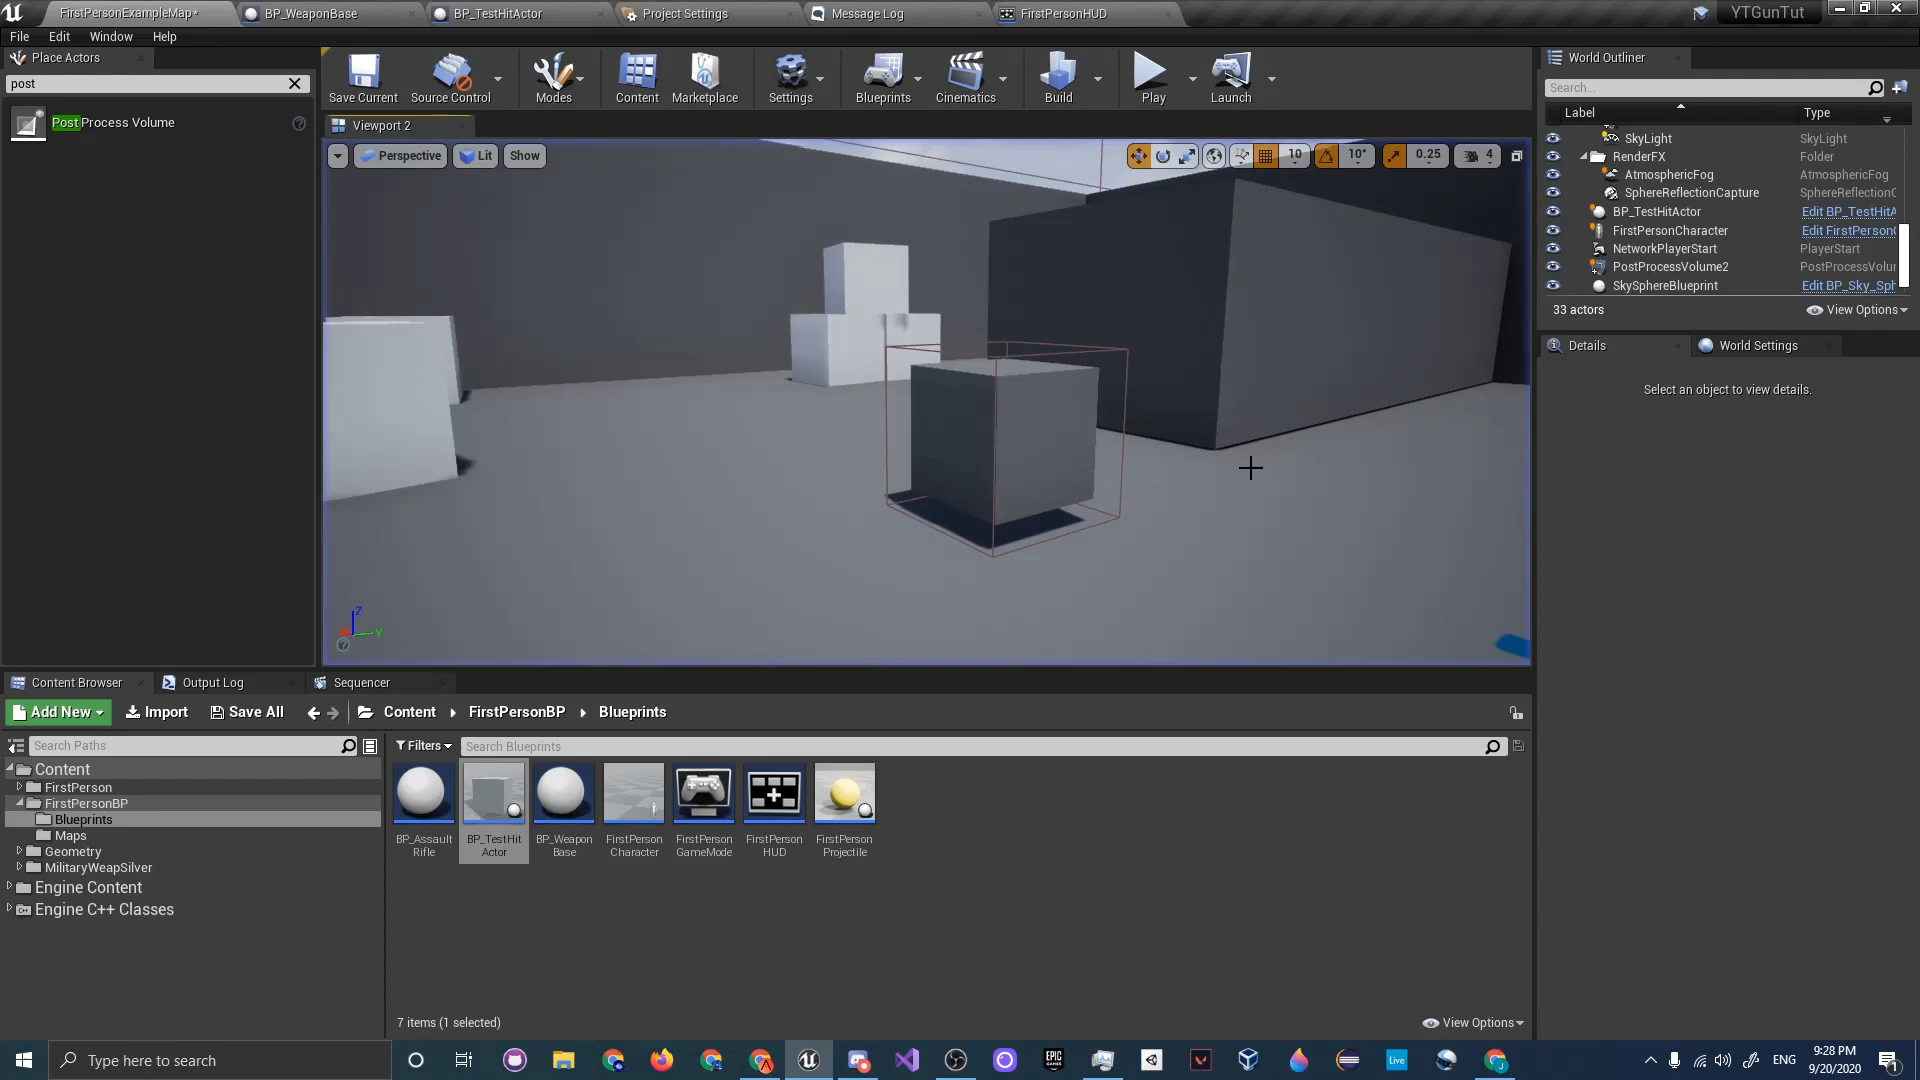 FirstPersonExampleMap*
BP_WeaponBase
BP_TestHitActor
Project Settings
Message Log
FirstPersonHUD
YTGunTut
File Edit Window Help
Place Actors
post
Post Process Volume
Save Current
Source Control
Modes
Content
Marketplace
Settings
Blueprints
Cinematics
Build
Play
Launch
Viewport 2
Perspective
Lit
Show
10
10°
0.25
4
Z
Y
World Outliner
Search...
Label Type
SkyLight SkyLight
RenderFX Folder
AtmosphericFog AtmosphericFog
SphereReflectionCapture SphereReflectionC
BP_TestHitActor Edit BP_TestHitA
FirstPersonCharacter Edit FirstPerson
NetworkPlayerStart PlayerStart
PostProcessVolume2 PostProcessVolu
SkySphereBlueprint Edit BP_Sky_Sph
33 actors
View Options
Details
World Settings
Select an object to view details.
Content Browser
Output Log
Sequencer
Add New
Import
Save All
Content
FirstPersonBP
Blueprints
Search Paths
Filters
Search Blueprints
Content
FirstPerson
FirstPersonBP
Blueprints
Maps
Geometry
MilitaryWeapSilver
Engine Content
Engine C++ Classes
BP_Assault
Rifle
BP_TestHit
Actor
BP_Weapon
Base
FirstPerson
Character
FirstPerson
GameMode
FirstPerson
HUD
FirstPerson
Projectile
7 items (1 selected)
View Options
Type here to search
EPIC
GAMES
Live
ENG
9:28 PM
9/20/2020
1